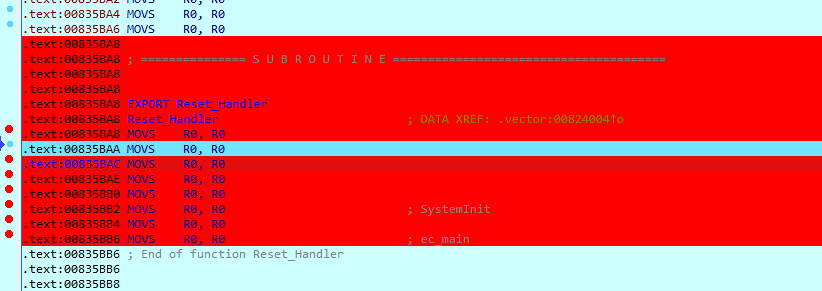 .text:00835BA2 MOVS R0, R0
.text:00835BA4 MOVS R0, R0
.text:00835BA6 MOVS R0, R0
.text:00835BA8
.text:00835BA8 ; =============== S U B R O U T I N E =======================================
.text:00835BA8
.text:00835BA8
.text:00835BA8 EXPORT Reset_Handler
.text:00835BA8 Reset_Handler ; DATA XREF: .vector:00824004↑o
.text:00835BA8 MOVS R0, R0
.text:00835BAA MOVS R0, R0
.text:00835BAC MOVS R0, R0
.text:00835BAE MOVS R0, R0
.text:00835BB0 MOVS R0, R0
.text:00835BB2 MOVS R0, R0 ; SystemInit
.text:00835BB4 MOVS R0, R0
.text:00835BB6 MOVS R0, R0 ; ec_main
.text:00835BB6 ; End of function Reset_Handler
.text:00835BB6
.text:00835BB8